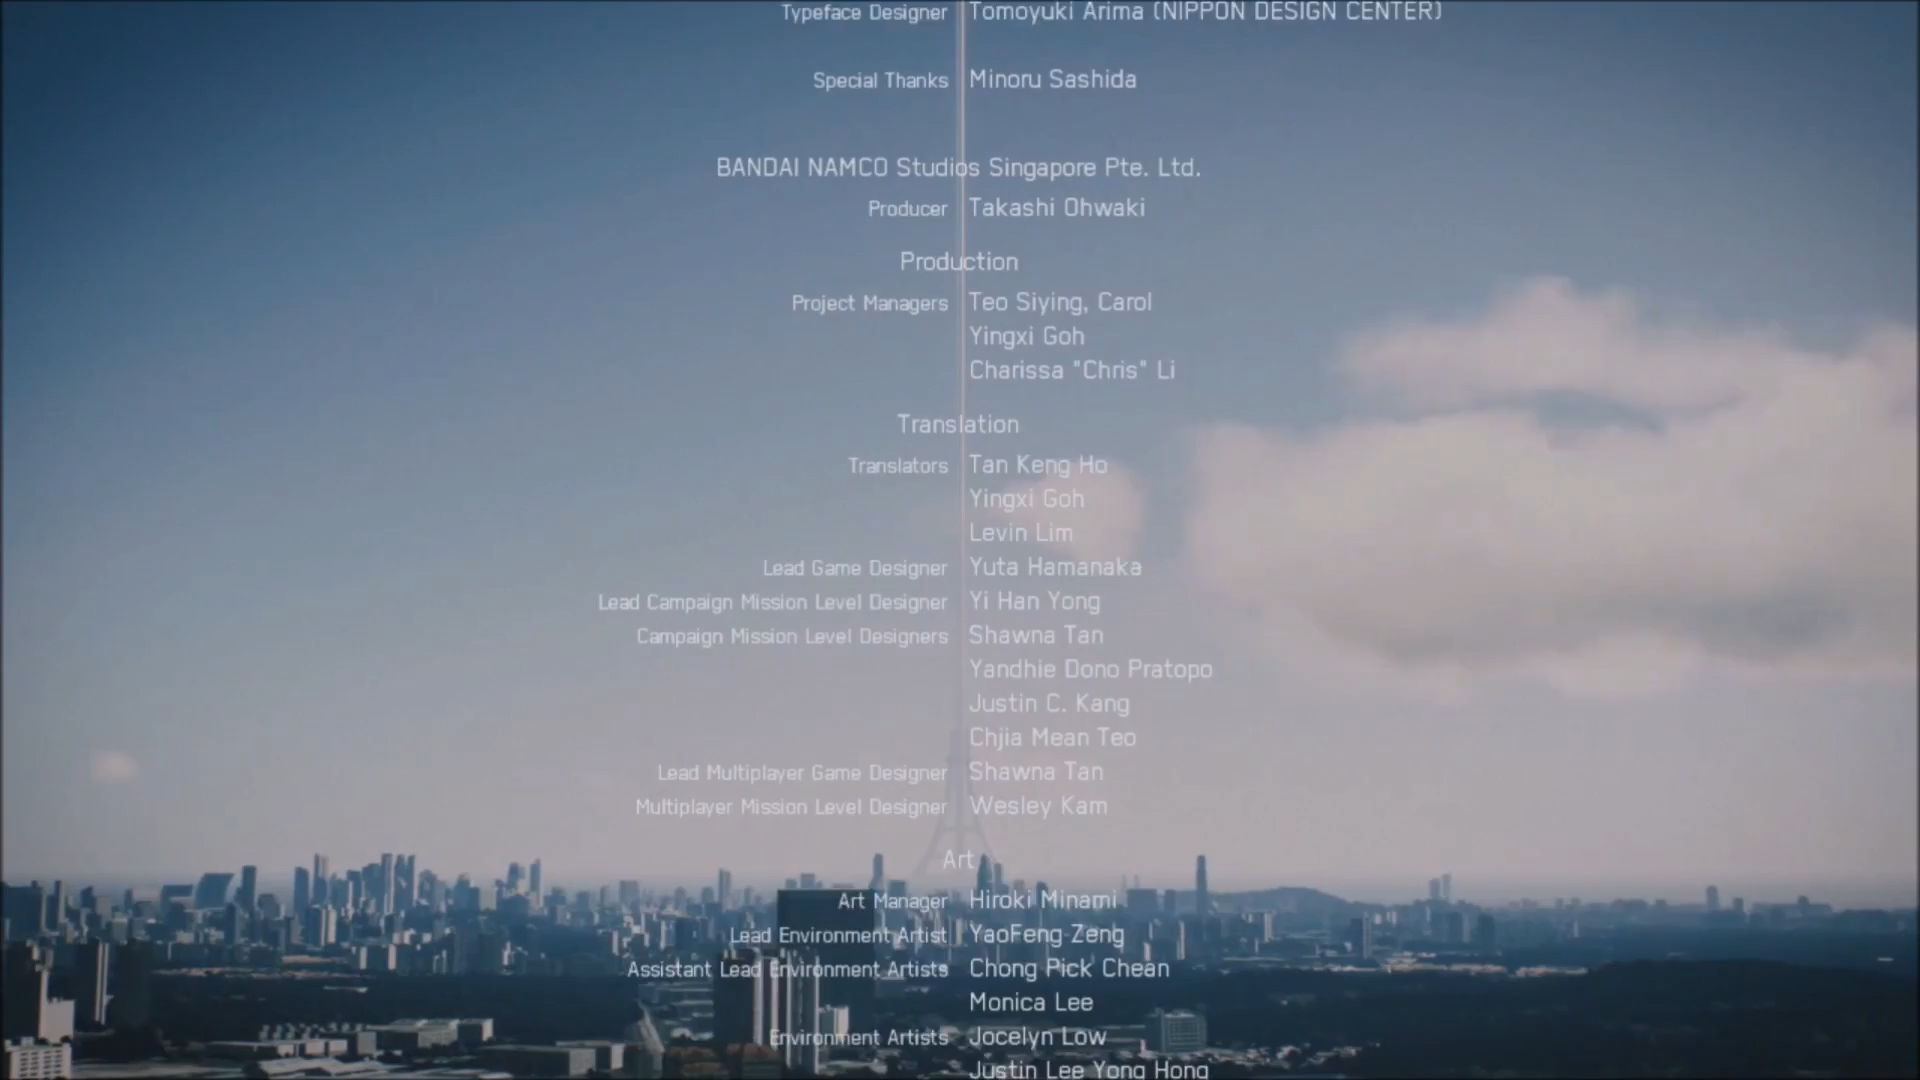 Typeface Designer Tomoyuki Arima (NIPPON DESIGN CENTER)
Special Thanks Minoru Sashida
BANDAI NAMCO Studios Singapore Pte. Ltd.
Producer Takashi Ohwaki
Production
Project Managers Teo Siying, Carol
Yingxi Goh
Charissa "Chris" Li
Translation
Translators Tan Keng Ho
Yingxi Goh
Levin Lim
Lead Game Designer Yuta Hamanaka
Lead Campaign Mission Level Designer Yi Han Yong
Campaign Mission Level Designers Shawna Tan
Yandhie Dono Pratopo
Justin C. Kang
Chjia Mean Teo
Lead Multiplayer Game Designer Shawna Tan
Multiplayer Mission Level Designer Wesley Kam
Art
Art Manager Hiroki Minami
Lead Environment Artist YaoFeng Zeng
Assistant Lead Environment Artists Chong Pick Chean
Monica Lee
Environment Artists Jocelyn Low
Justin Lee Yong Hong